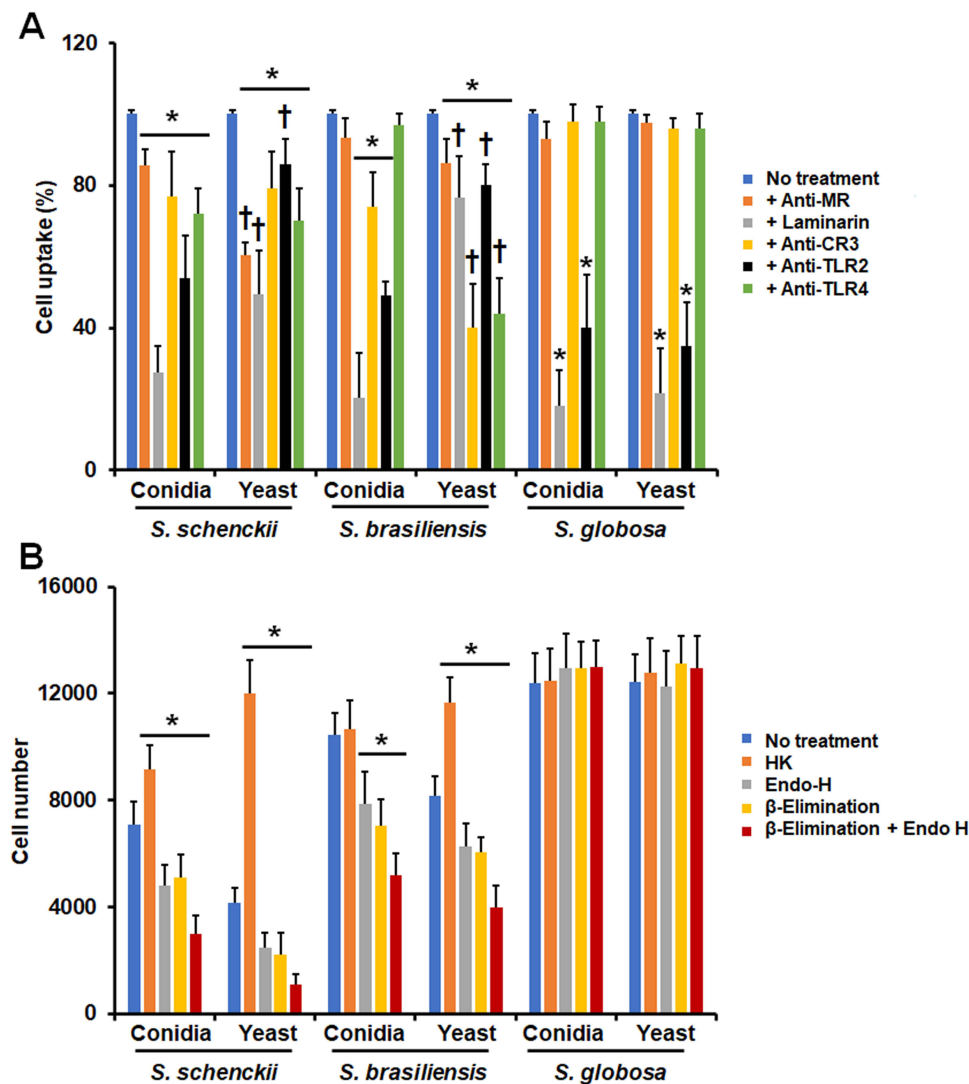 A
120
80
40
0
Cell uptake (%)
*
*
†
†
†
*
*
†
†
†
†
*
*
*
*
No treatment
+ Anti-MR
+ Laminarin
+ Anti-CR3
+ Anti-TLR2
+ Anti-TLR4
Conidia Yeast Conidia Yeast Conidia Yeast
S. schenckii S. brasiliensis S. globosa
B
16000
12000
8000
4000
0
Cell number
*
*
*
*
No treatment
HK
Endo-H
β-Elimination
β-Elimination + Endo H
Conidia Yeast Conidia Yeast Conidia Yeast
S. schenckii S. brasiliensis S. globosa